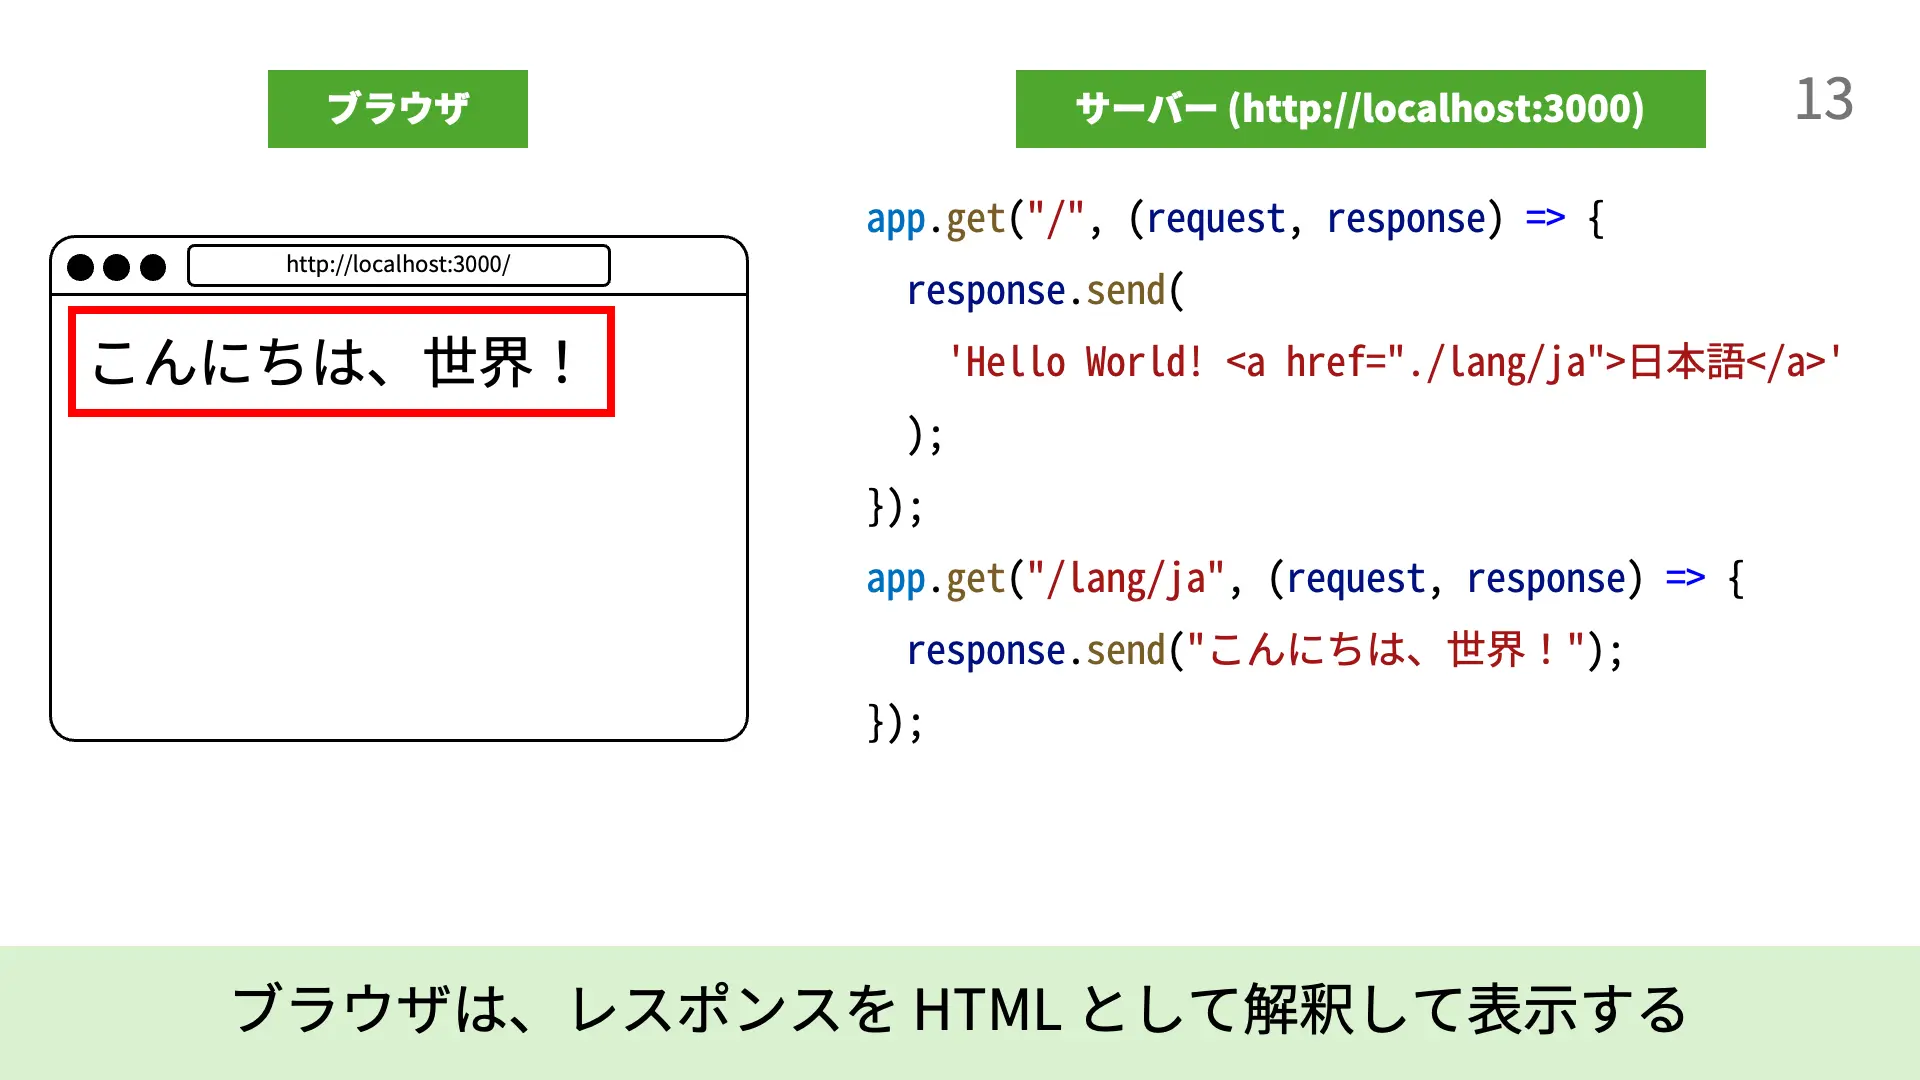 ブラウザ
サーバー (http://localhost:3000)
13
http://localhost:3000/
こんにちは、世界！
app.get("/", (request, response) => {
  response.send(
    'Hello World! <a href="./lang/ja">日本語</a>'
  );
});
app.get("/lang/ja", (request, response) => {
  response.send("こんにちは、世界！");
});
ブラウザは、レスポンスを HTML として解釈して表示する